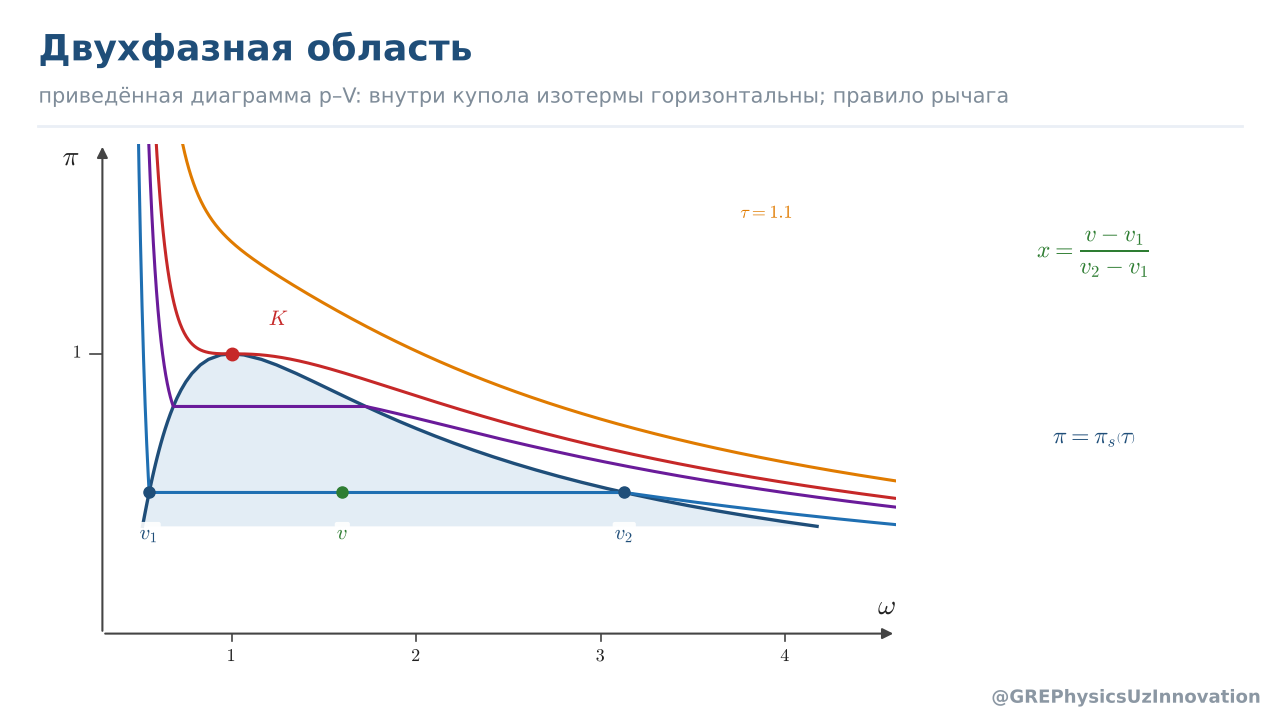 Двухфазная область
приведённая диаграмма p–V: внутри купола изотермы горизонтальны; правило рычага
π
τ = 1.1
x = (v − v₁)/(v₂ − v₁)
K
1
π = πₛ(τ)
v₁
v
v₂
ω
1 2 3 4
@GREPhysicsUzInnovation